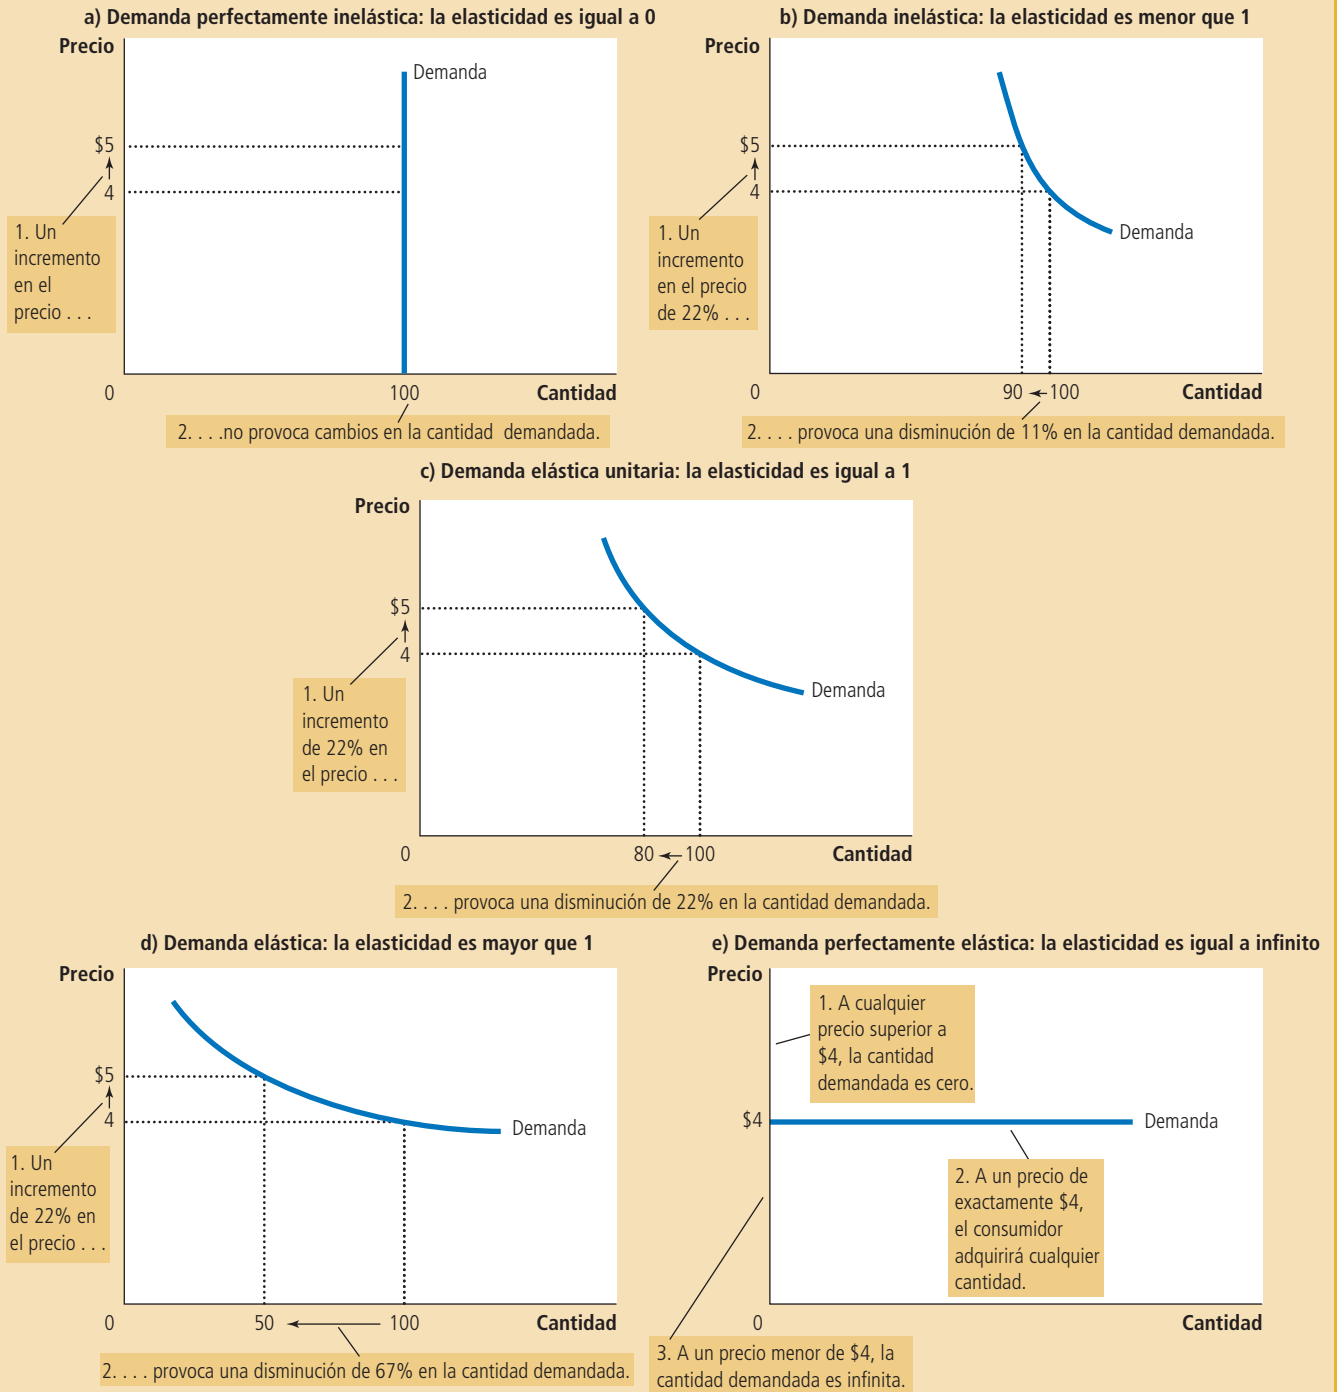 a) Demanda perfectamente inelástica: la elasticidad es igual a 0
Precio
Demanda
$5
4
1. Un
incremento
en el
precio . . .
0
100
Cantidad
2. . . .no provoca cambios en la cantidad demandada.
b) Demanda inelástica: la elasticidad es menor que 1
Precio
$5
4
1. Un
incremento
en el precio
de 22% . . .
Demanda
0
90
100
Cantidad
2. . . . provoca una disminución de 11% en la cantidad demandada.
c) Demanda elástica unitaria: la elasticidad es igual a 1
Precio
$5
4
1. Un
incremento
de 22% en
el precio . . .
Demanda
0
80
100
Cantidad
2. . . . provoca una disminución de 22% en la cantidad demandada.
d) Demanda elástica: la elasticidad es mayor que 1
Precio
$5
4
Demanda
1. Un
incremento
de 22% en
el precio . . .
0
50
100
Cantidad
2. . . . provoca una disminución de 67% en la cantidad demandada.
e) Demanda perfectamente elástica: la elasticidad es igual a infinito
Precio
1. A cualquier
precio superior a
$4, la cantidad
demandada es cero.
$4
Demanda
2. A un precio de
exactamente $4,
el consumidor
adquirirá cualquier
cantidad.
0
Cantidad
3. A un precio menor de $4, la
cantidad demandada es infinita.